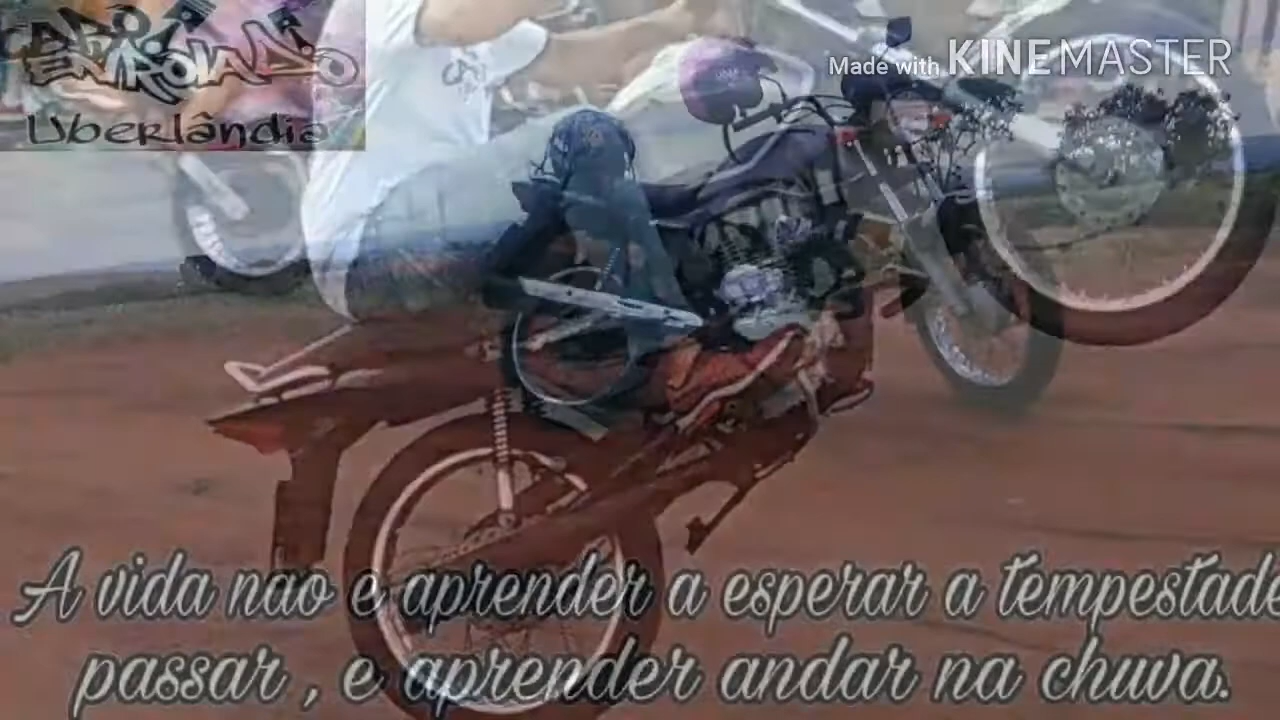 Made with KINEMASTER
Uberlândia
A vida nao e aprender a esperar a tempestade
passar , e aprender andar na chuva.